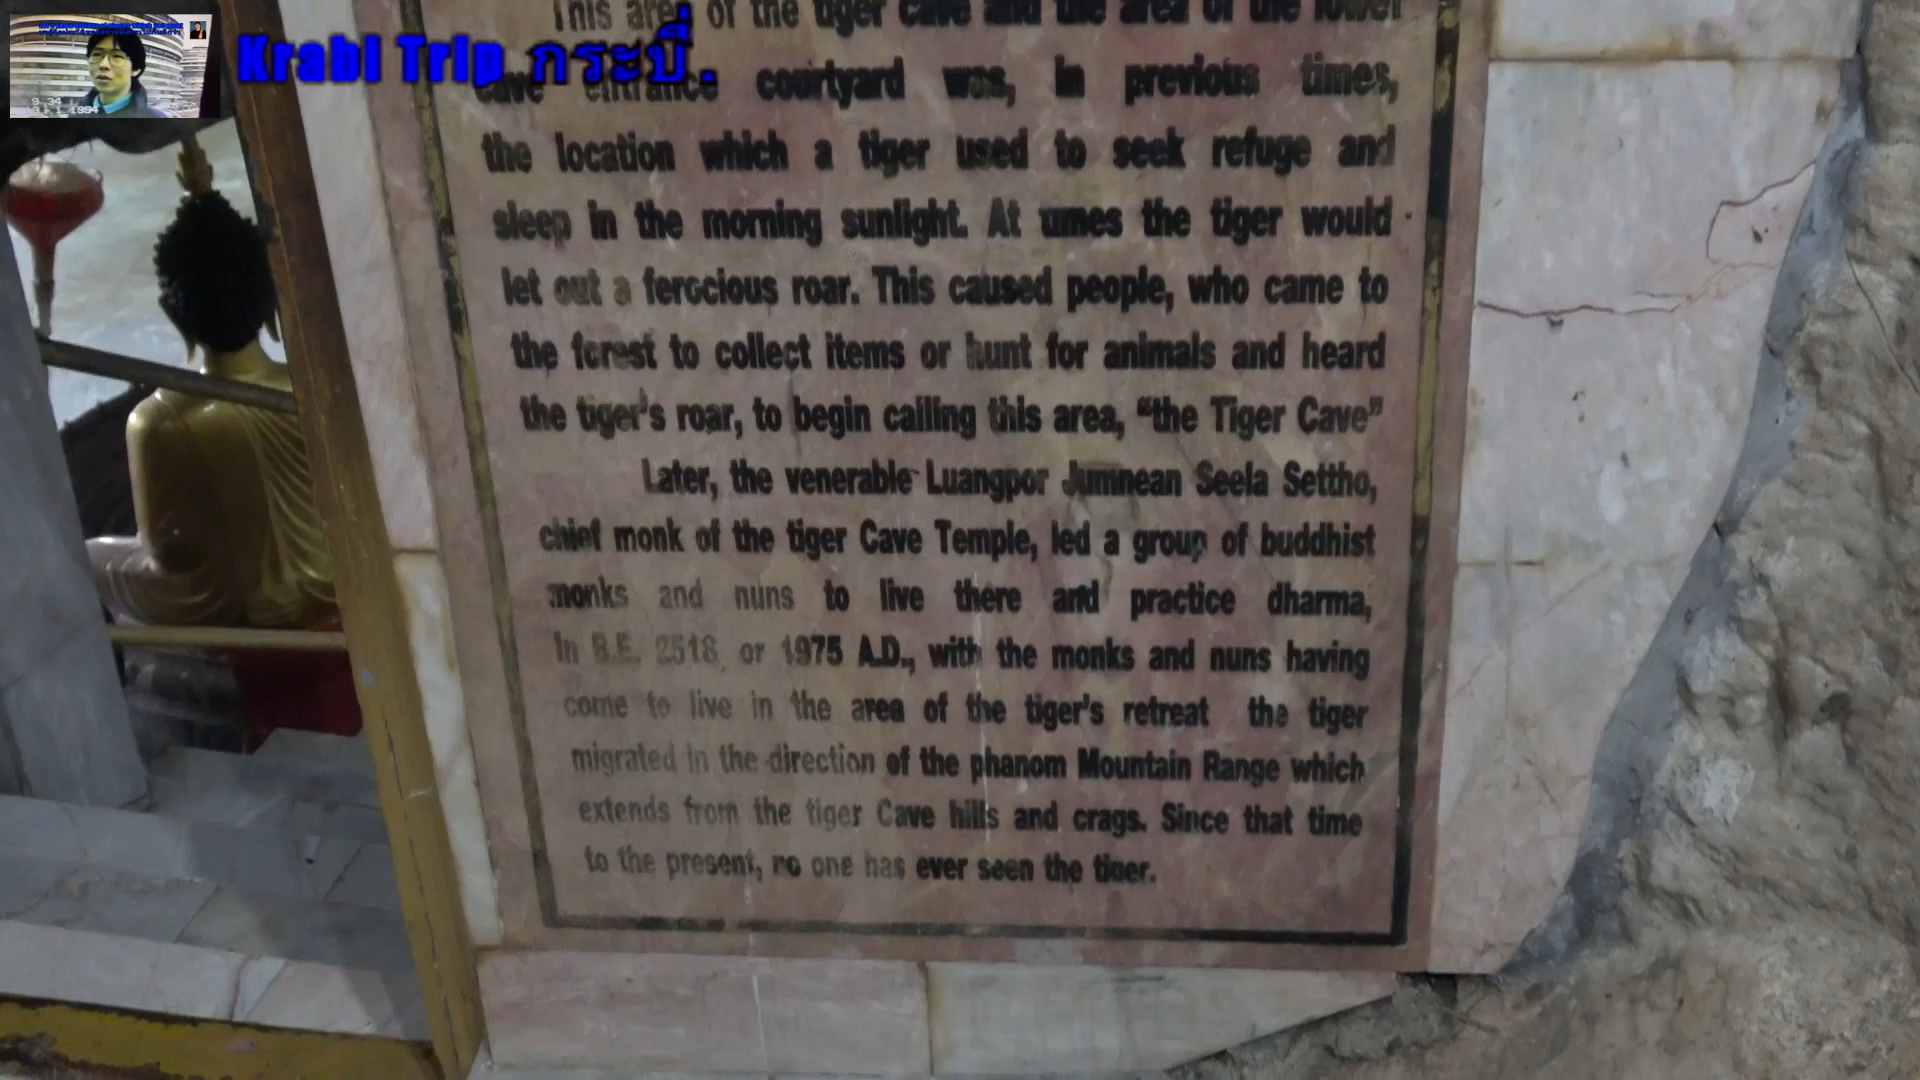 Krabi Trip กระบี่.
9:34
1994
This area of the tiger cave and the area of the lower
cave entrance courtyard was, in previous times,
the location which a tiger used to seek refuge and
sleep in the morning sunlight. At times the tiger would
let out a ferocious roar. This caused people, who came to
the forest to collect items or hunt for animals and heard
the tiger's roar, to begin calling this area, “the Tiger Cave”
Later, the venerable Luangpor Jumnean Seela Settho,
chief monk of the tiger Cave Temple, led a group of buddhist
monks and nuns to live there and practice dharma,
In B.E. 2518, or 1975 A.D., with the monks and nuns having
come to live in the area of the tiger's retreat the tiger
migrated in the direction of the phanom Mountain Range which
extends from the tiger Cave hills and crags. Since that time
to the present, no one has ever seen the tiger.